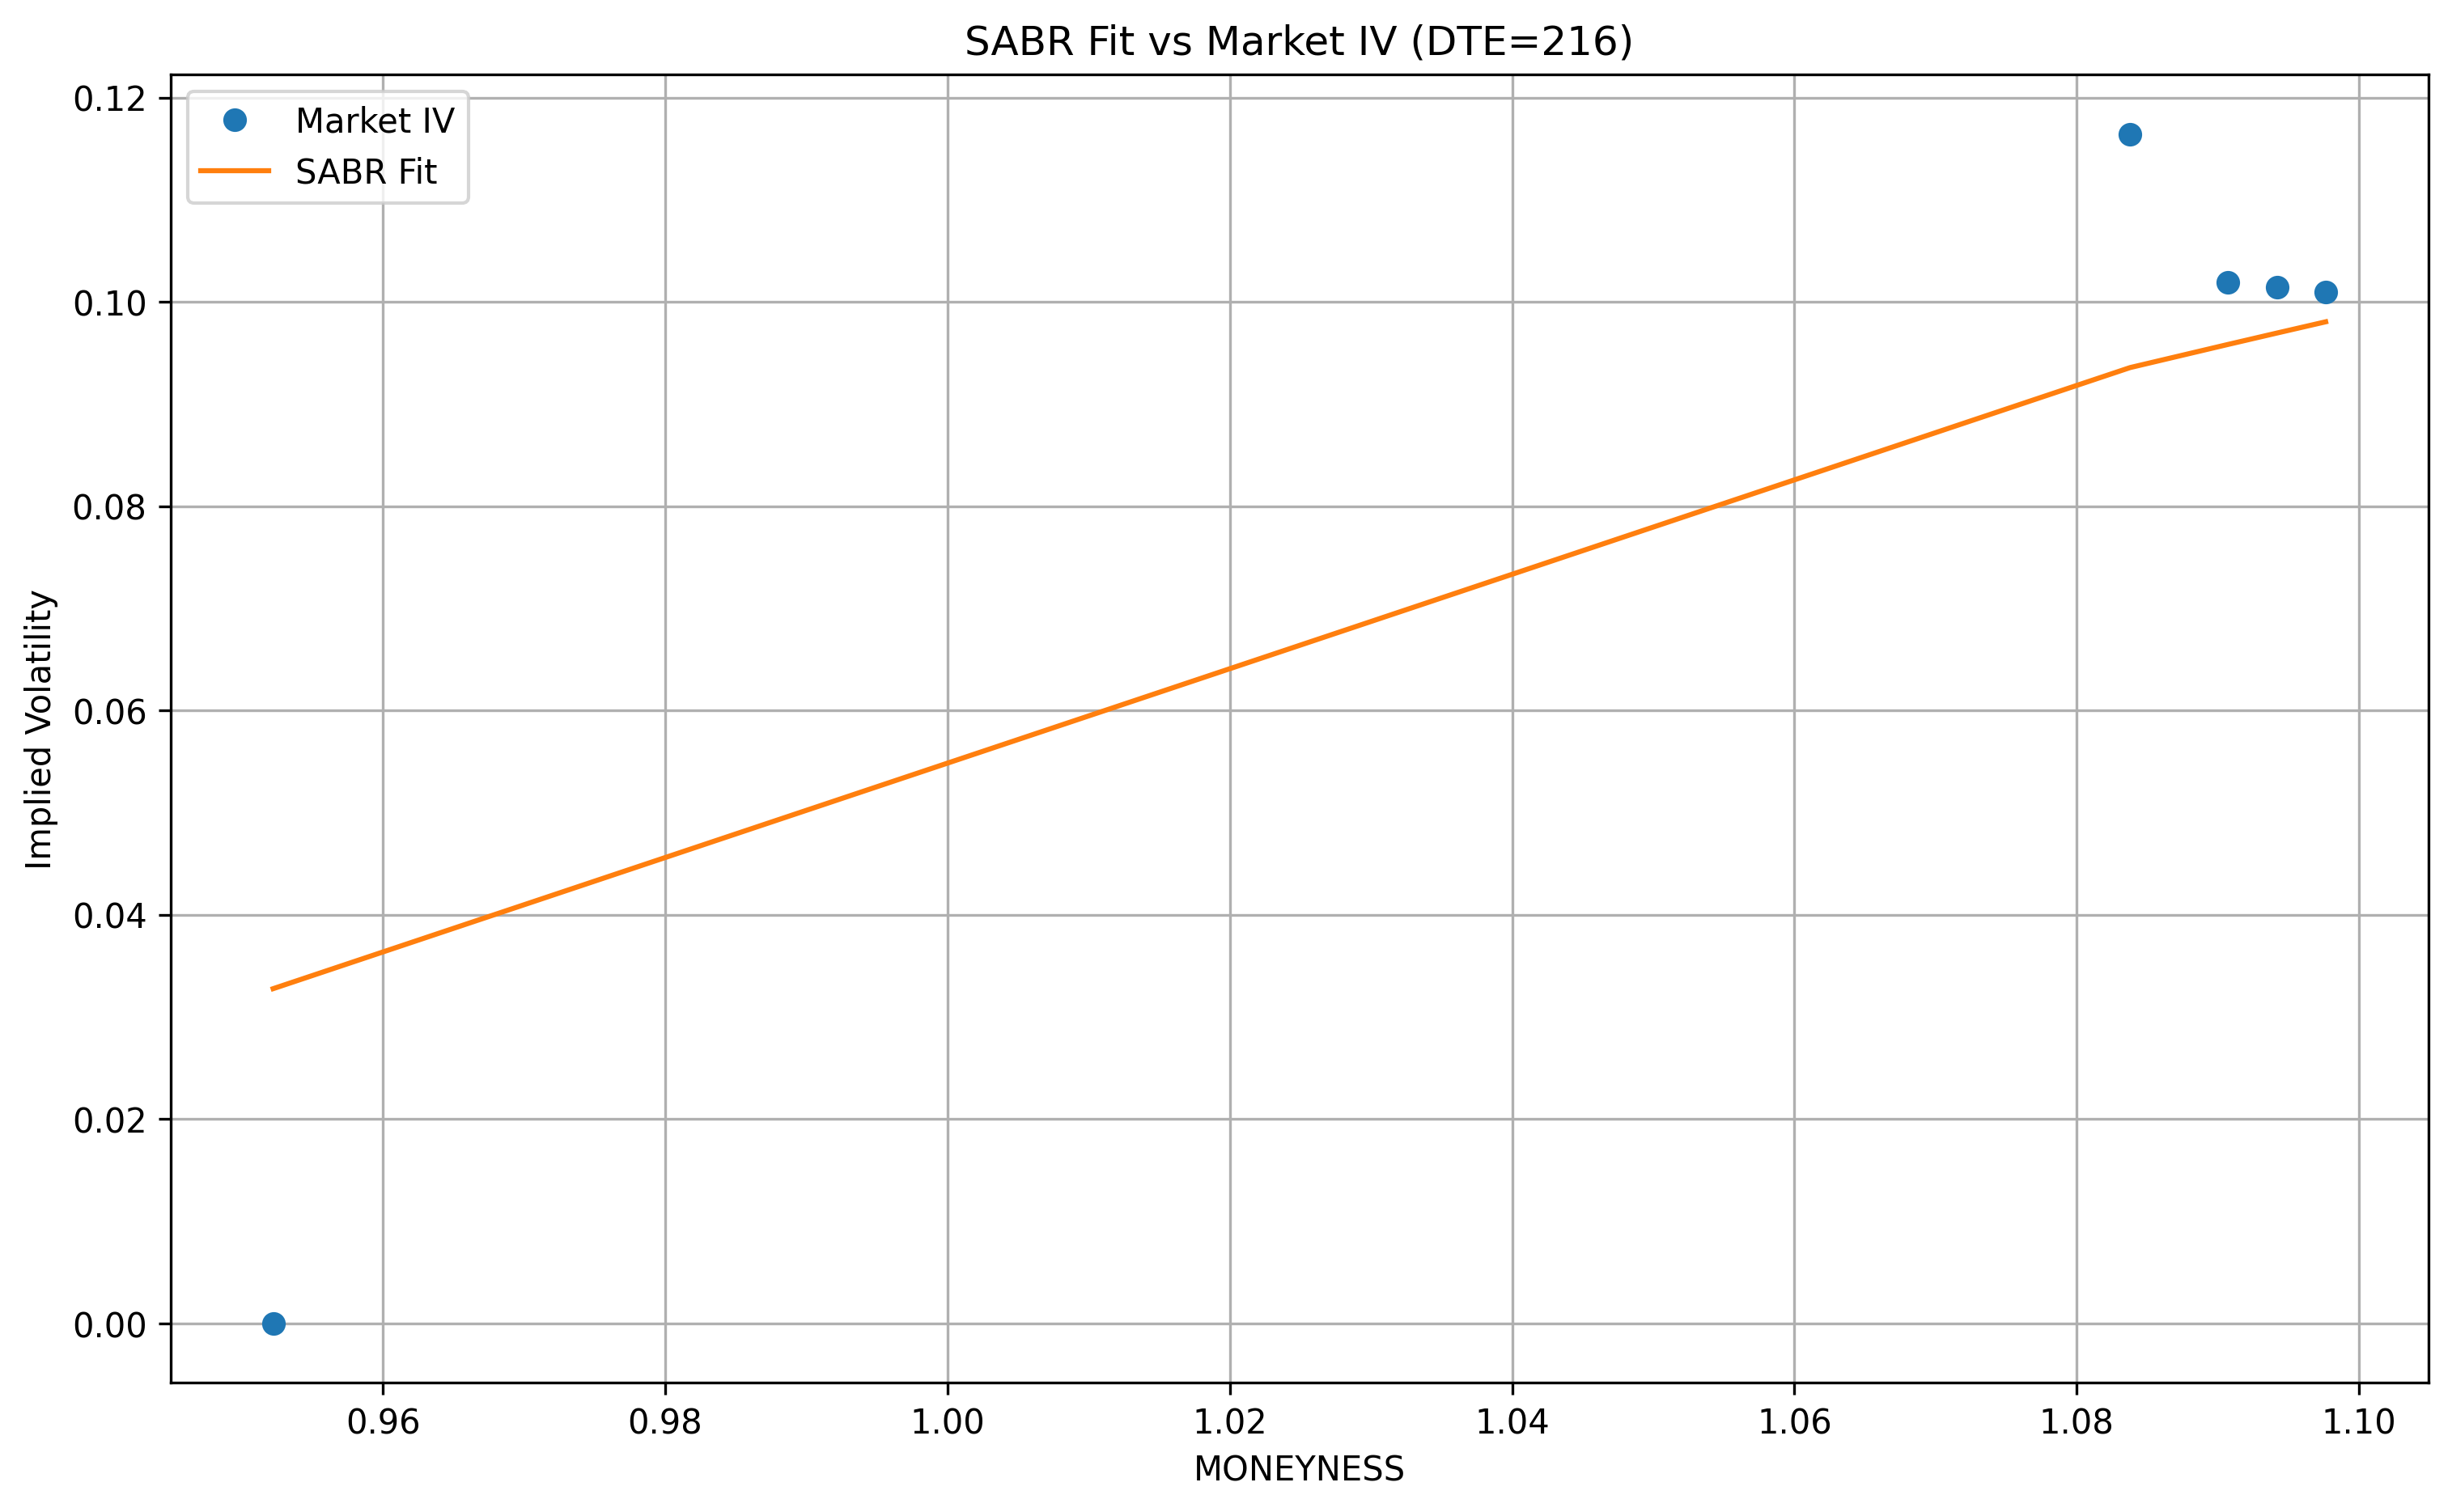 SABR Fit vs Market IV (DTE=216)
Market IV
SABR Fit
Implied Volatility
0.12
0.10
0.08
0.06
0.04
0.02
0.00
0.96 0.98 1.00 1.02 1.04 1.06 1.08 1.10
MONEYNESS